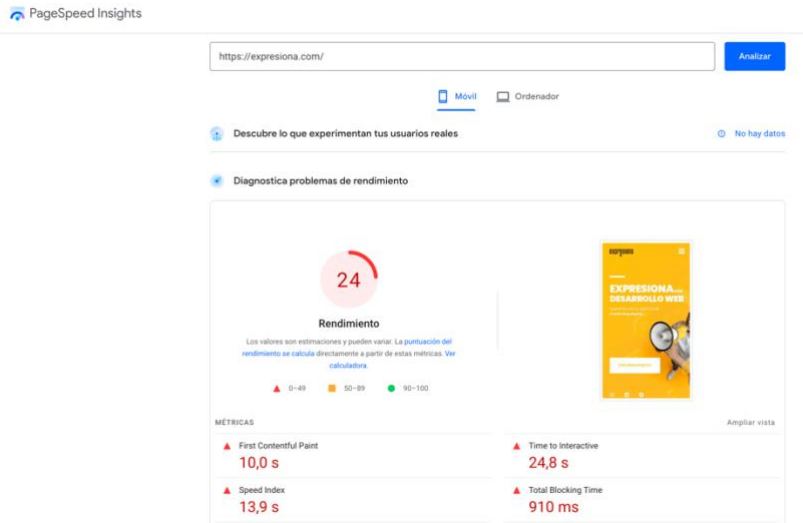 PageSpeed Insights
https://expresiona.com/
Analizar
Móvil
Ordenador
Descubre lo que experimentan tus usuarios reales
No hay datos
Diagnostica problemas de rendimiento
24
Rendimiento
Los valores son estimaciones y pueden variar. La puntuación del
rendimiento se calcula directamente a partir de estas métricas. Ver
calculadora.
0–49
50–89
90–100
EXPRESIONA...
DESARROLLO WEB
MÉTRICAS
Ampliar vista
First Contentful Paint
10,0 s
Time to Interactive
24,8 s
Speed Index
13,9 s
Total Blocking Time
910 ms